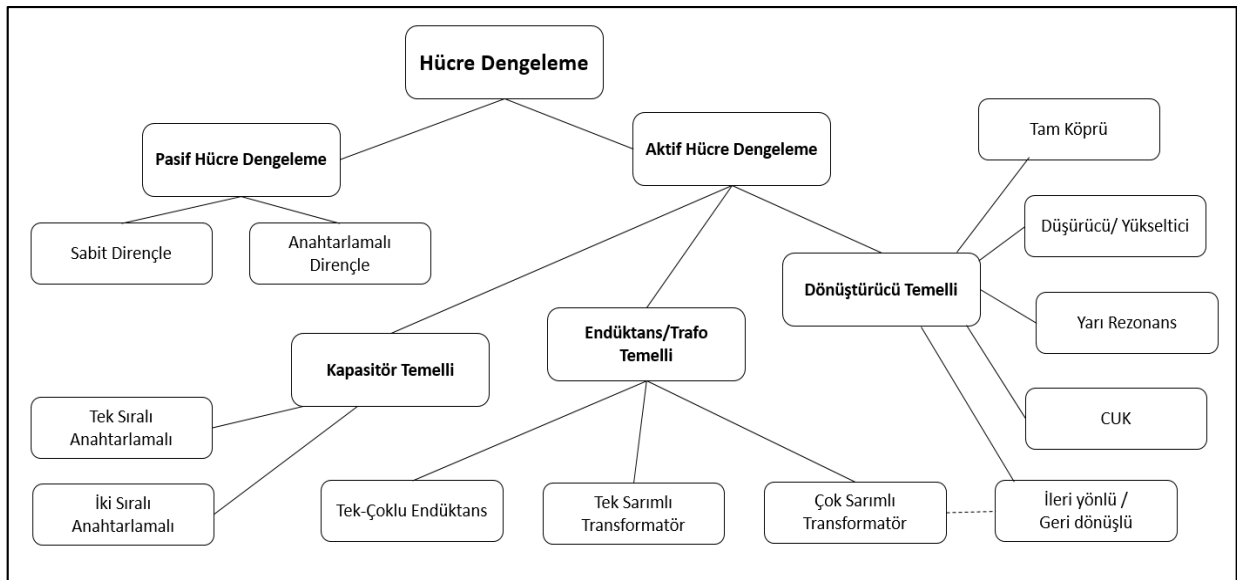 Hücre Dengeleme
Pasif Hücre Dengeleme
Aktif Hücre Dengeleme
Tam Köprü
Sabit Dirençle
Anahtarlamalı
Dirençle
Düşürücü/ Yükseltici
Dönüştürücü Temelli
Yarı Rezonans
Endüktans/Trafo
Temelli
Kapasitör Temelli
Tek Sıralı
Anahtarlamalı
CUK
İki Sıralı
Anahtarlamalı
Tek-Çoklu Endüktans
Tek Sarımlı
Transformatör
Çok Sarımlı
Transformatör
İleri yönlü /
Geri dönüşlü